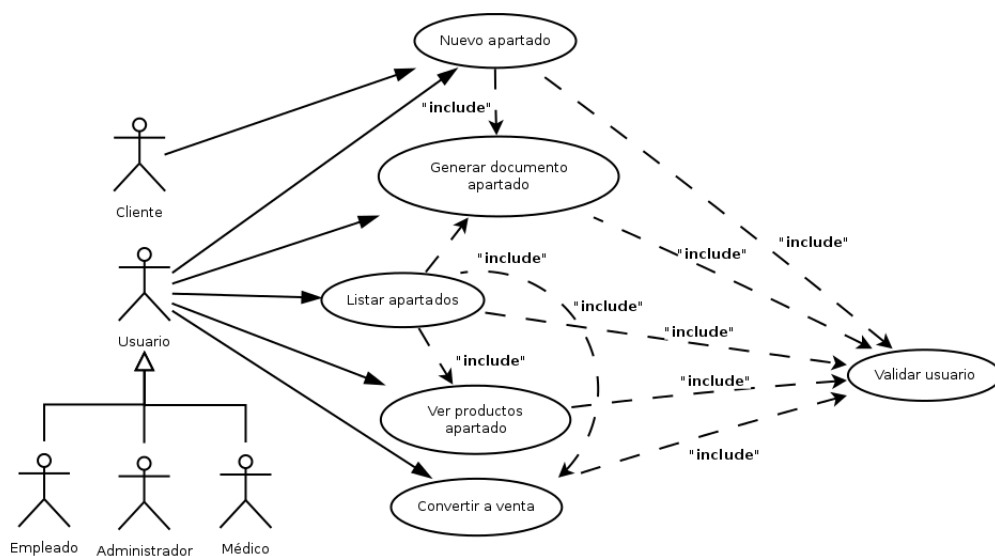 Nuevo apartado
"include"
Generar documento
apartado
Cliente
"include"
"include"
"include"
Listar apartados
"include"
"include"
Usuario
"include"
Validar usuario
"include"
Ver productos
apartado
"include"
Convertir a venta
Empleado
Administrador
Médico